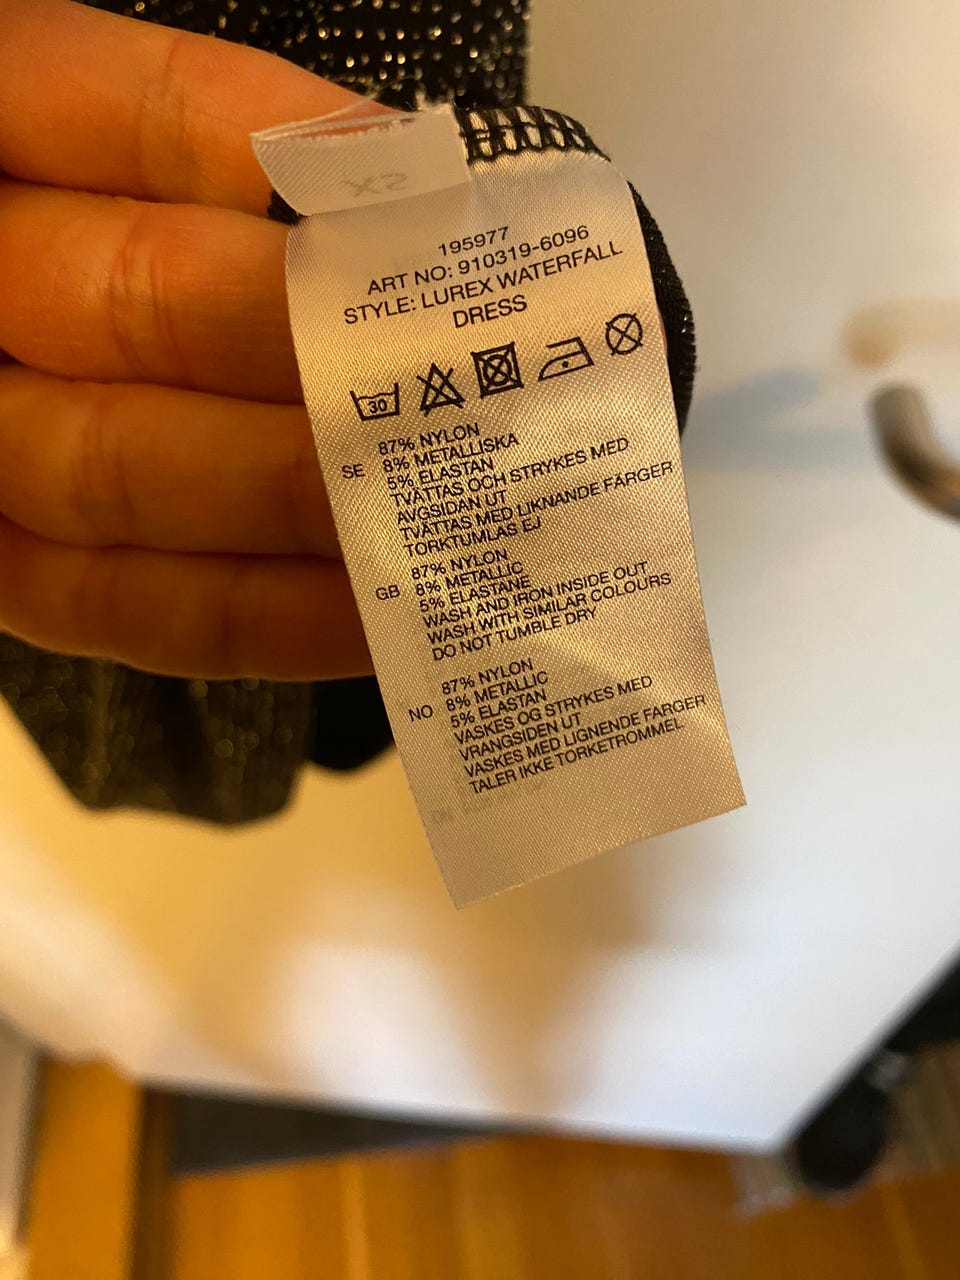 XS
195977
ART NO: 910319-6096
STYLE: LUREX WATERFALL
DRESS
30
SE
87% NYLON
8% METALLISKA
5% ELASTAN
TVÄTTAS OCH STRYKES MED
AVGSIDAN UT
TVÄTTAS MED LIKNANDE FÄRGER
TORKTUMLAS EJ
GB
87% NYLON
8% METALLIC
5% ELASTANE
WASH AND IRON INSIDE OUT
WASH WITH SIMILAR COLOURS
DO NOT TUMBLE DRY
NO
87% NYLON
8% METALLIC
5% ELASTAN
VASKES OG STRYKES MED
VRANGSIDEN UT
VASKES MED LIGNENDE FARGER
TALER IKKE TORKETROMMEL